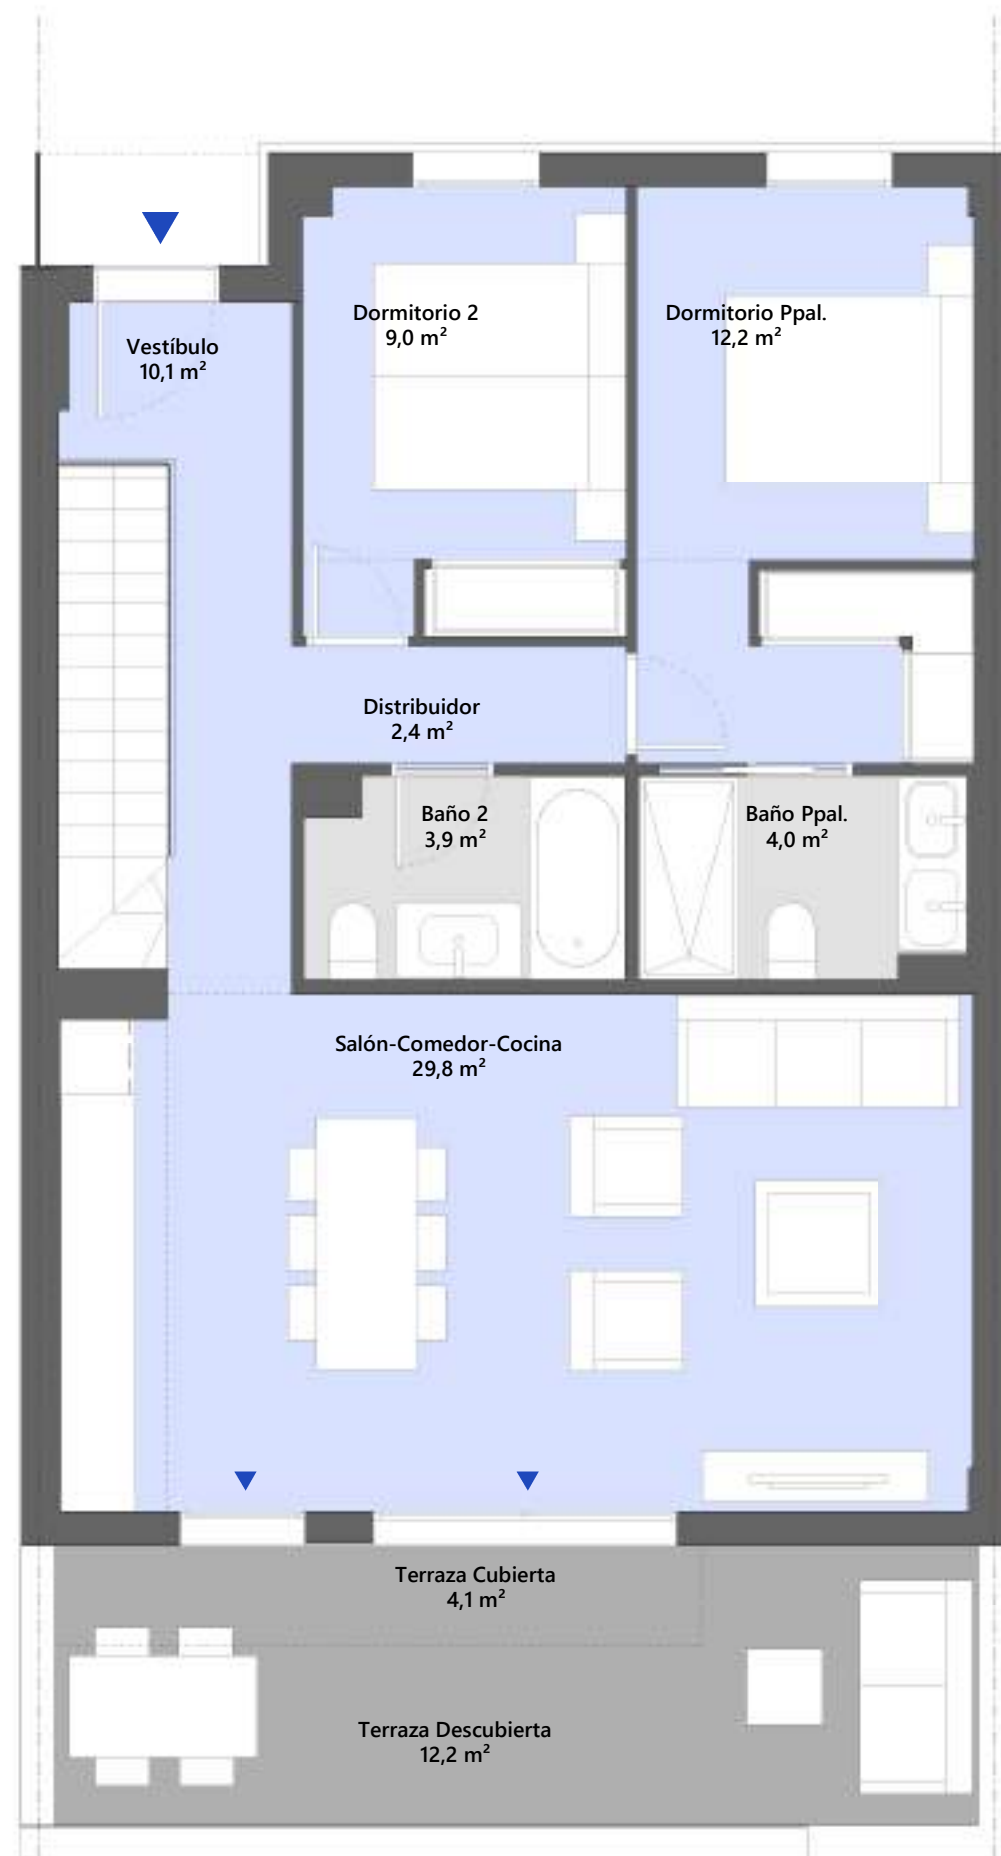 Dormitorio 2
9,0 m²
Dormitorio Ppal.
12,2 m²
Vestíbulo
10,1 m²
Distribuidor
2,4 m²
Baño 2
3,9 m²
Baño Ppal.
4,0 m²
Salón-Comedor-Cocina
29,8 m²
Terraza Cubierta
4,1 m²
Terraza Descubierta
12,2 m²